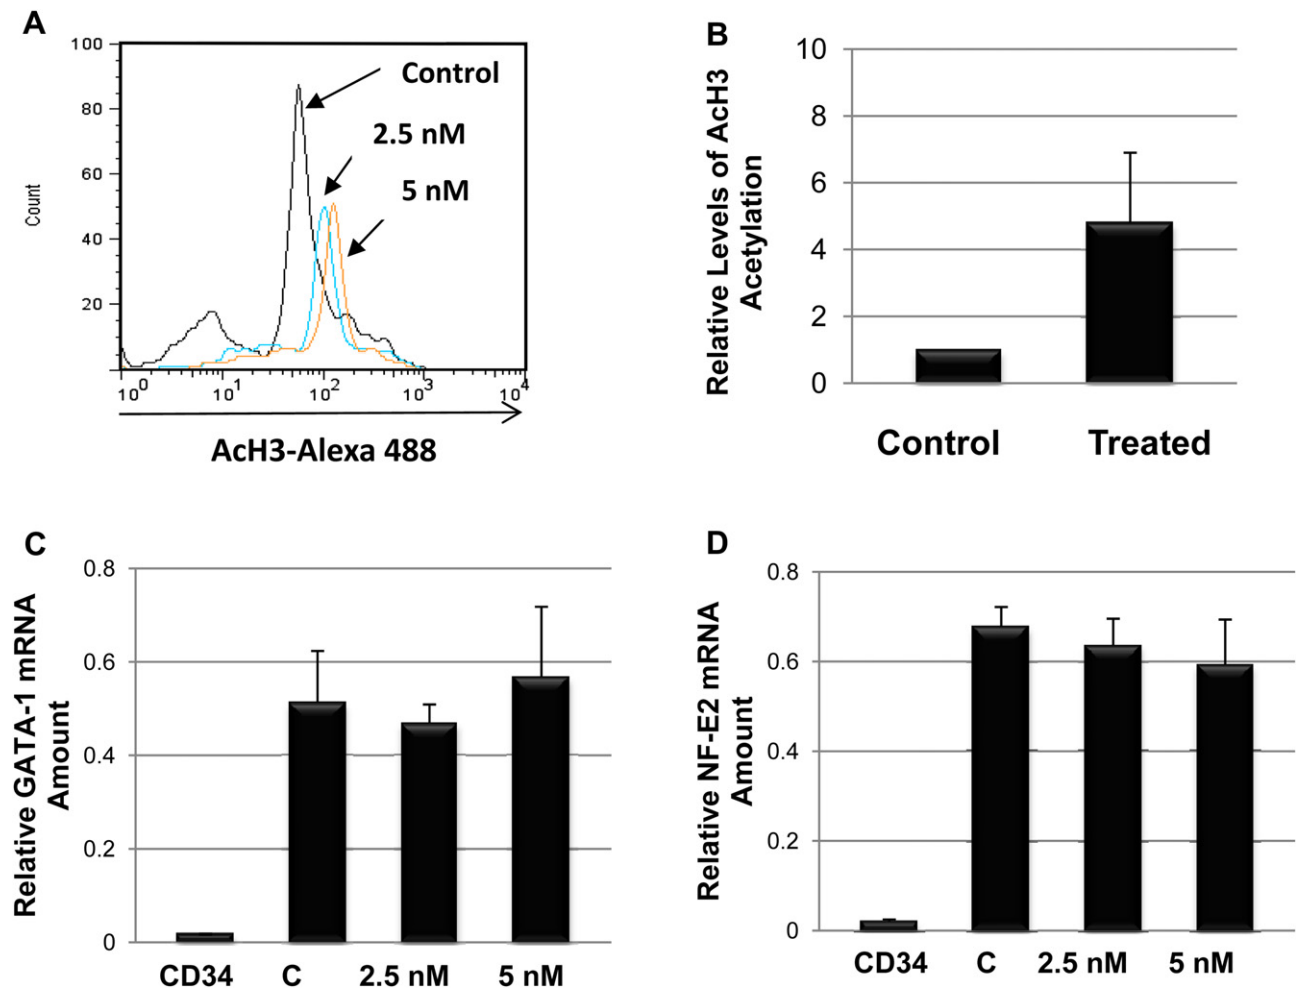 A
100
80
60
40
20
Count
Control
2.5 nM
5 nM
10^0 10^1 10^2 10^3 10^4
AcH3-Alexa 488
B
Relative Levels of AcH3
Acetylation
10
8
6
4
2
0
Control Treated
C
Relative GATA-1 mRNA
Amount
0.8
0.6
0.4
0.2
0
CD34 C 2.5 nM 5 nM
D
Relative NF-E2 mRNA
Amount
0.8
0.6
0.4
0.2
0
CD34 C 2.5 nM 5 nM